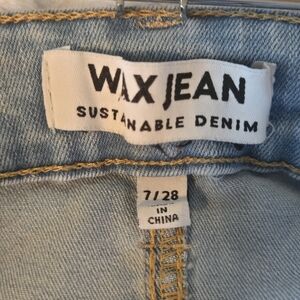 WAX JEAN
SUSTAINABLE DENIM
7/28
IN
CHINA